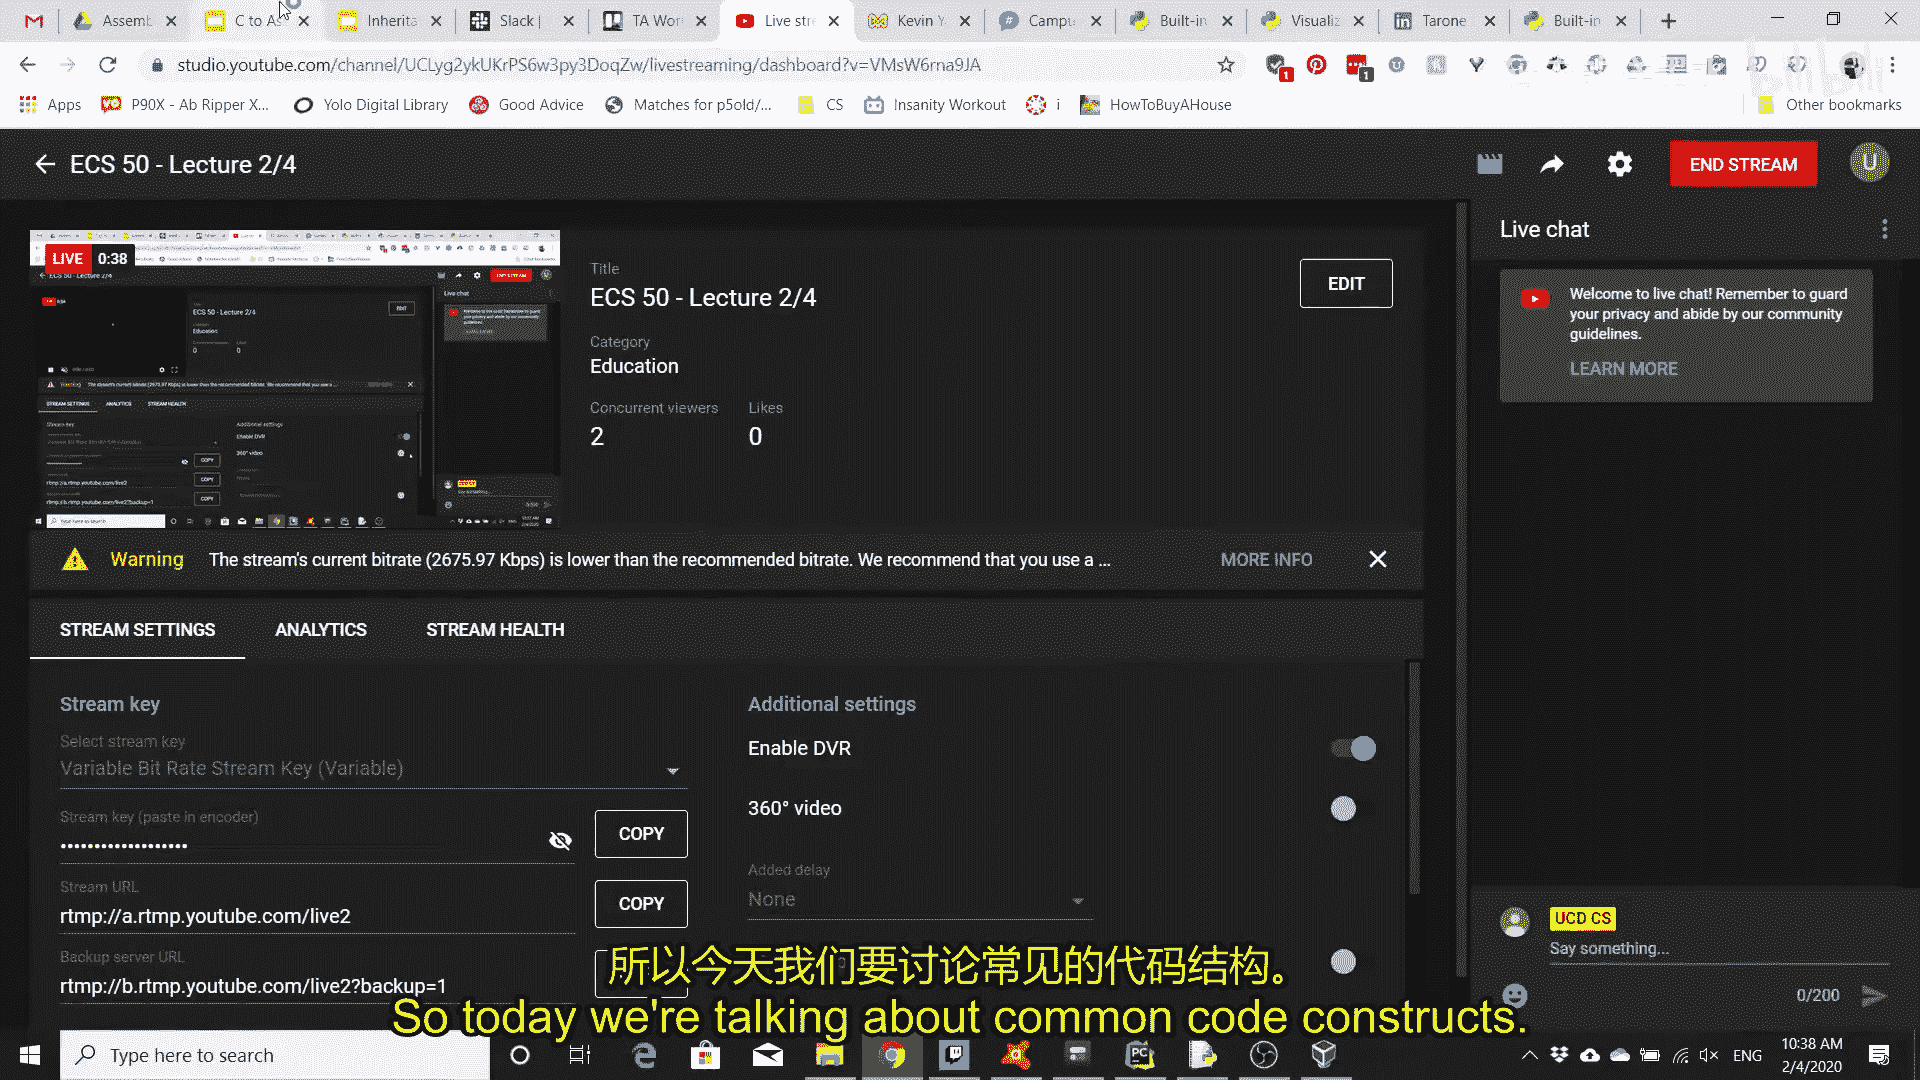 Assemb
C to As
Inherita
Slack |
TA Wor
Live stre
Kevin Y
Campu
Built-in
Visualiz
Tarone
Built-in
studio.youtube.com/channel/UCLyg2ykUKrPS6w3py3DoqZw/livestreaming/dashboard?v=VMsW6rna9JA
Apps
P90X - Ab Ripper X...
Yolo Digital Library
Good Advice
Matches for p5old/...
CS
Insanity Workout
i
HowToBuyAHouse
Other bookmarks
bilibili
ECS 50 - Lecture 2/4
END STREAM
U
LIVE 0:38
Title
ECS 50 - Lecture 2/4
EDIT
Category
Education
Concurrent viewers
2
Likes
0
Live chat
Welcome to live chat! Remember to guard
your privacy and abide by our community
guidelines.
LEARN MORE
Warning The stream's current bitrate (2675.97 Kbps) is lower than the recommended bitrate. We recommend that you use a ...
MORE INFO
STREAM SETTINGS
ANALYTICS
STREAM HEALTH
Stream key
Select stream key
Variable Bit Rate Stream Key (Variable)
Stream key (paste in encoder)
COPY
Stream URL
rtmp://a.rtmp.youtube.com/live2
COPY
Backup server URL
rtmp://b.rtmp.youtube.com/live2?backup=1
Additional settings
Enable DVR
360° video
Added delay
None
UCD CS
Say something...
0/200
所以今天我们要讨论常见的代码结构。
So today we're talking about common code constructs.
Type here to search
ENG
10:38 AM
2/4/2020